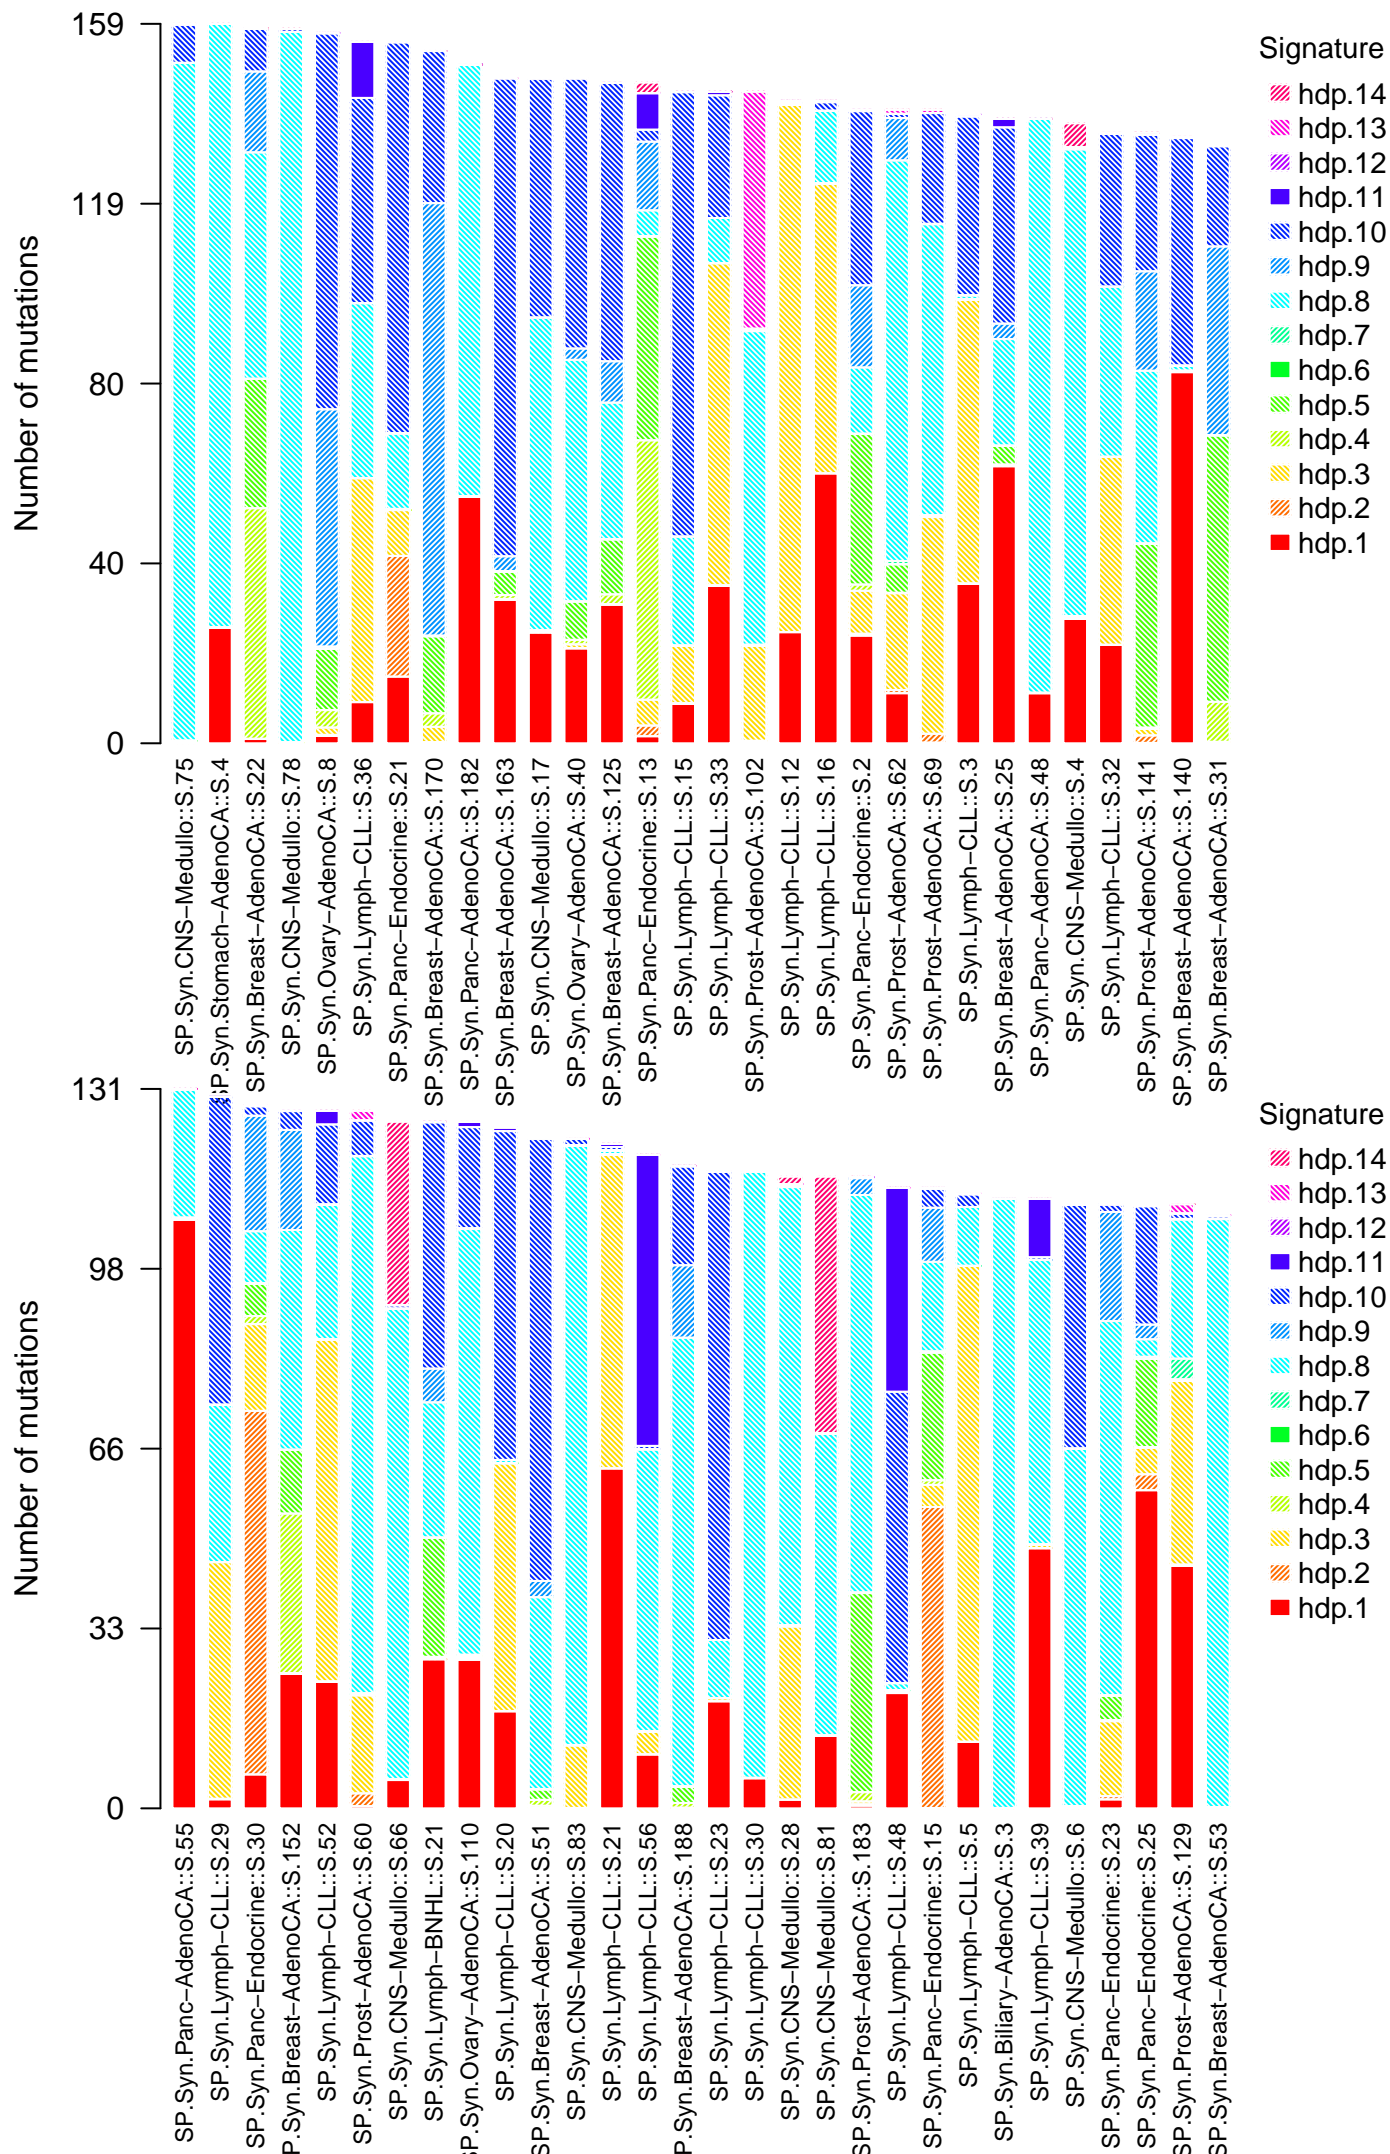 Number of mutations
159
119
80
40
0
Signature
hdp.14
hdp.13
hdp.12
hdp.11
hdp.10
hdp.9
hdp.8
hdp.7
hdp.6
hdp.5
hdp.4
hdp.3
hdp.2
hdp.1
SP.Syn.CNS−Medullo::S.75
SP.Syn.Stomach−AdenoCA::S.4
SP.Syn.Breast−AdenoCA::S.22
SP.Syn.CNS−Medullo::S.78
SP.Syn.Ovary−AdenoCA::S.8
SP.Syn.Lymph−CLL::S.36
SP.Syn.Panc−Endocrine::S.21
SP.Syn.Breast−AdenoCA::S.170
SP.Syn.Panc−AdenoCA::S.182
SP.Syn.Breast−AdenoCA::S.163
SP.Syn.CNS−Medullo::S.17
SP.Syn.Ovary−AdenoCA::S.40
SP.Syn.Breast−AdenoCA::S.125
SP.Syn.Panc−Endocrine::S.13
SP.Syn.Lymph−CLL::S.15
SP.Syn.Lymph−CLL::S.33
SP.Syn.Prost−AdenoCA::S.102
SP.Syn.Lymph−CLL::S.12
SP.Syn.Lymph−CLL::S.16
SP.Syn.Panc−Endocrine::S.2
SP.Syn.Prost−AdenoCA::S.62
SP.Syn.Prost−AdenoCA::S.69
SP.Syn.Lymph−CLL::S.3
SP.Syn.Breast−AdenoCA::S.25
SP.Syn.Panc−AdenoCA::S.48
SP.Syn.CNS−Medullo::S.4
SP.Syn.Lymph−CLL::S.32
SP.Syn.Prost−AdenoCA::S.141
SP.Syn.Breast−AdenoCA::S.140
SP.Syn.Breast−AdenoCA::S.31
Number of mutations
131
98
66
33
0
Signature
hdp.14
hdp.13
hdp.12
hdp.11
hdp.10
hdp.9
hdp.8
hdp.7
hdp.6
hdp.5
hdp.4
hdp.3
hdp.2
hdp.1
SP.Syn.Panc−AdenoCA::S.55
SP.Syn.Lymph−CLL::S.29
SP.Syn.Panc−Endocrine::S.30
SP.Syn.Breast−AdenoCA::S.152
SP.Syn.Lymph−CLL::S.52
SP.Syn.Prost−AdenoCA::S.60
SP.Syn.CNS−Medullo::S.66
SP.Syn.Lymph−BNHL::S.21
SP.Syn.Ovary−AdenoCA::S.110
SP.Syn.Lymph−CLL::S.20
SP.Syn.Breast−AdenoCA::S.51
SP.Syn.CNS−Medullo::S.83
SP.Syn.Lymph−CLL::S.21
SP.Syn.Lymph−CLL::S.56
SP.Syn.Breast−AdenoCA::S.188
SP.Syn.Lymph−CLL::S.23
SP.Syn.Lymph−CLL::S.30
SP.Syn.CNS−Medullo::S.28
SP.Syn.CNS−Medullo::S.81
SP.Syn.Prost−AdenoCA::S.183
SP.Syn.Lymph−CLL::S.48
SP.Syn.Panc−Endocrine::S.15
SP.Syn.Lymph−CLL::S.5
SP.Syn.Biliary−AdenoCA::S.3
SP.Syn.Lymph−CLL::S.39
SP.Syn.CNS−Medullo::S.6
SP.Syn.Panc−Endocrine::S.23
SP.Syn.Panc−Endocrine::S.25
SP.Syn.Prost−AdenoCA::S.129
SP.Syn.Breast−AdenoCA::S.53